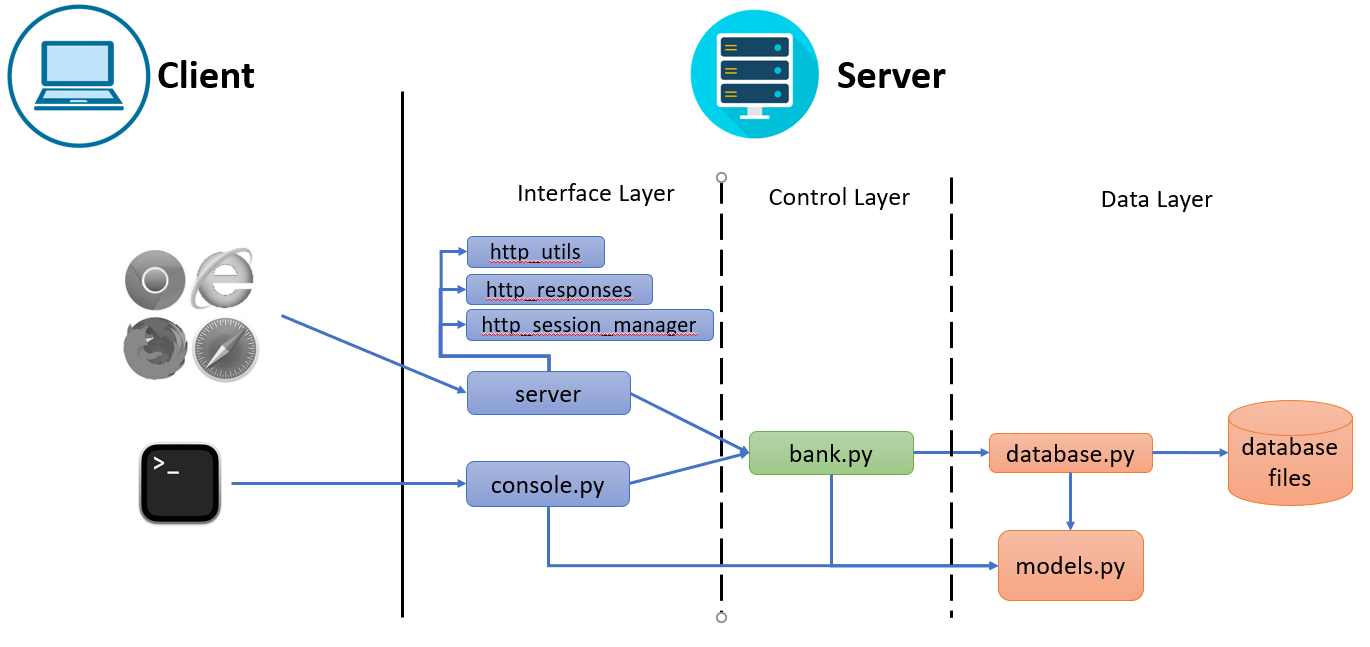 Client
Server
Interface Layer
Control Layer
Data Layer
http_utils
http_responses
http_session_manager
server
console.py
bank.py
database.py
database
files
models.py
>_